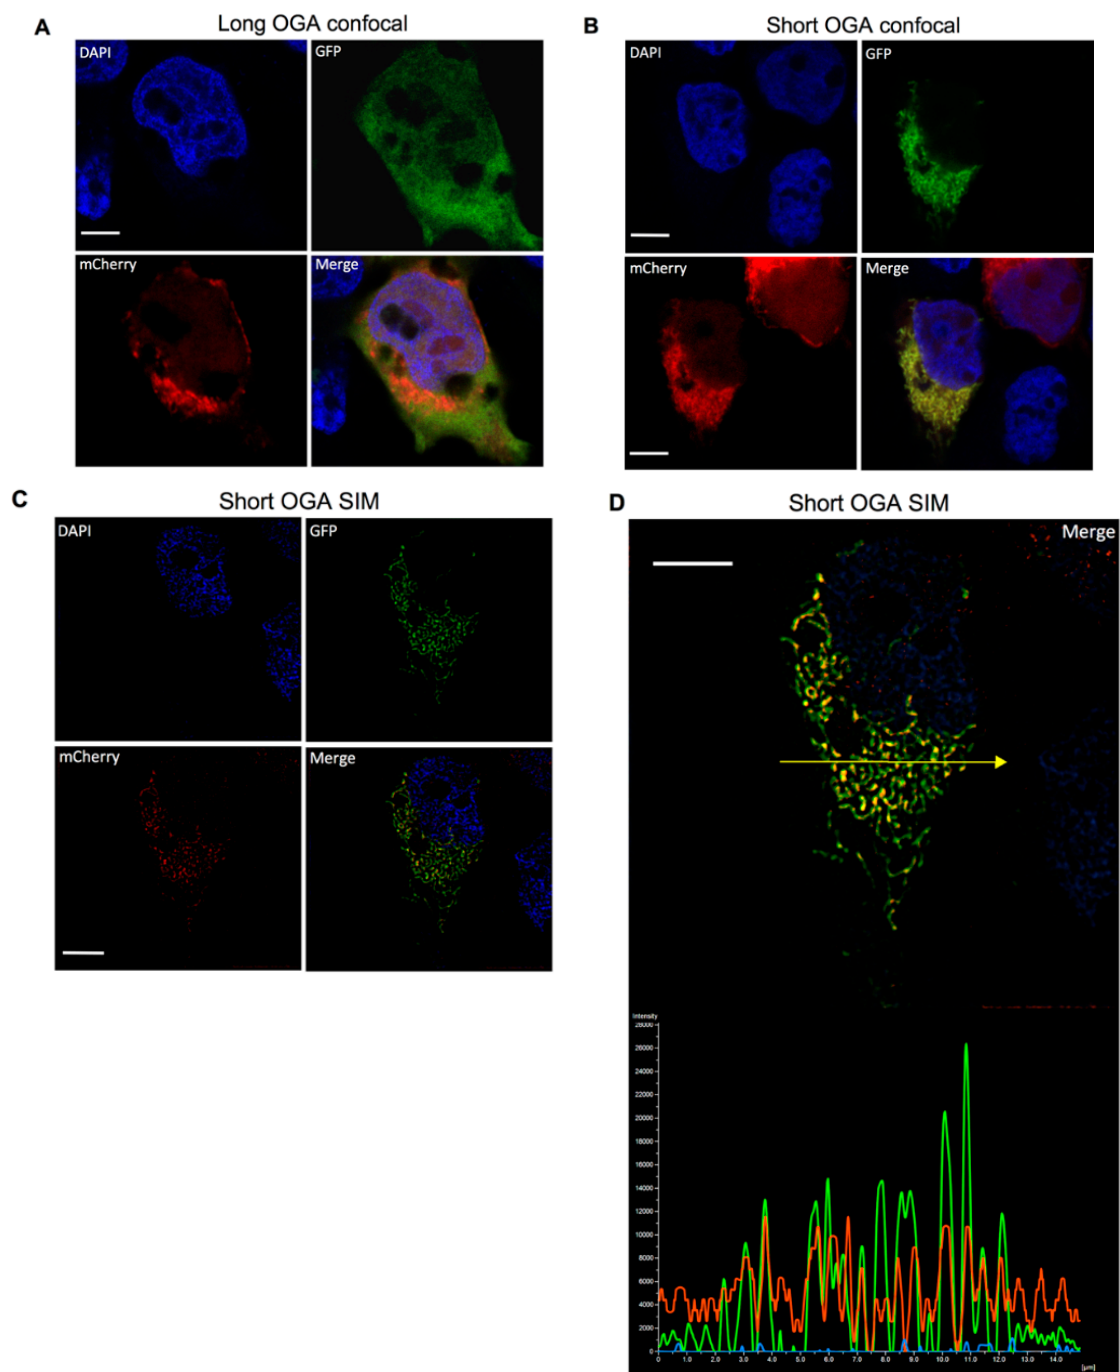 A
Long OGA confocal
DAPI
GFP
mCherry
Merge
B
Short OGA confocal
DAPI
GFP
mCherry
Merge
C
Short OGA SIM
DAPI
GFP
mCherry
Merge
D
Short OGA SIM
Merge
Intensity
28000
26000
24000
22000
20000
18000
16000
14000
12000
10000
8000
6000
4000
2000
0
0 1.0 2.0 3.0 4.0 5.0 6.0 7.0 8.0 9.0 10.0 11.0 12.0 13.0 14.0 [µm]